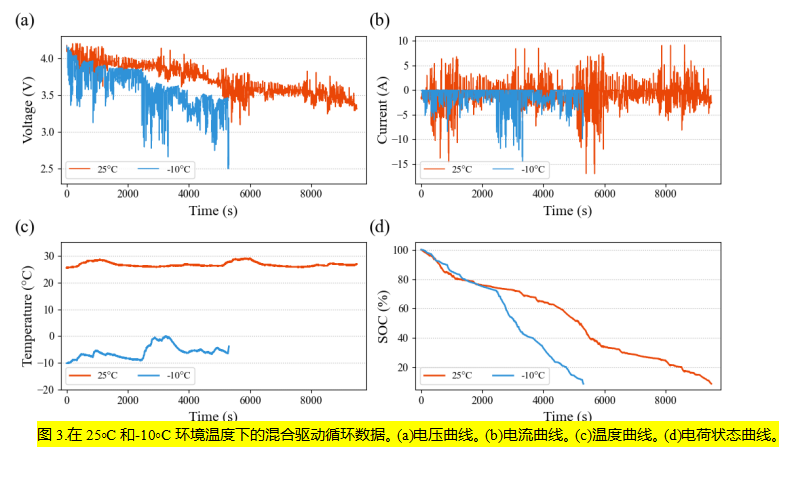 (a)
(b)
Voltage (V)
4.0
3.5
3.0
2.5
25°C
-10°C
0
2000
4000
6000
8000
Time (s)
Current (A)
10
5
0
−5
−10
−15
25°C
-10°C
0
2000
4000
6000
8000
Time (s)
(c)
(d)
Temperature (°C)
30
20
10
0
−10
−20
25°C
-10°C
0
2000
4000
6000
8000
Time (s)
SOC (%)
100
80
60
40
20
25°C
-10°C
0
2000
4000
6000
8000
Time (s)
图 3.在 25◦C 和-10◦C 环境温度下的混合驱动循环数据。(a)电压曲线。(b)电流曲线。(c)温度曲线。(d)电荷状态曲线。